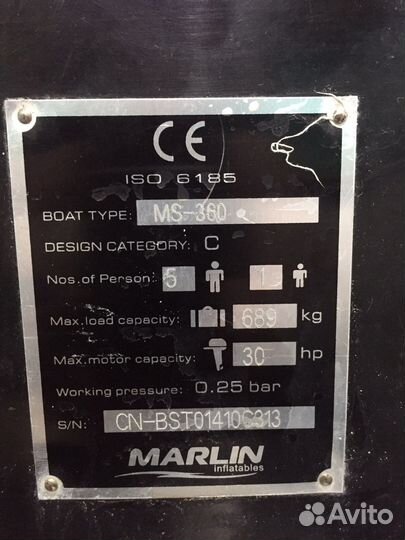 CE
ISO 6185
BOAT TYPE: MS-360
DESIGN CATEGORY: C
Nos.of Person: 5 1
Max.load capacity: 689 kg
Max.motor capacity: 30 hp
Working pressure: 0.25 bar
S/N: CN-BST01410C313
MARLIN
inflatables
Avito